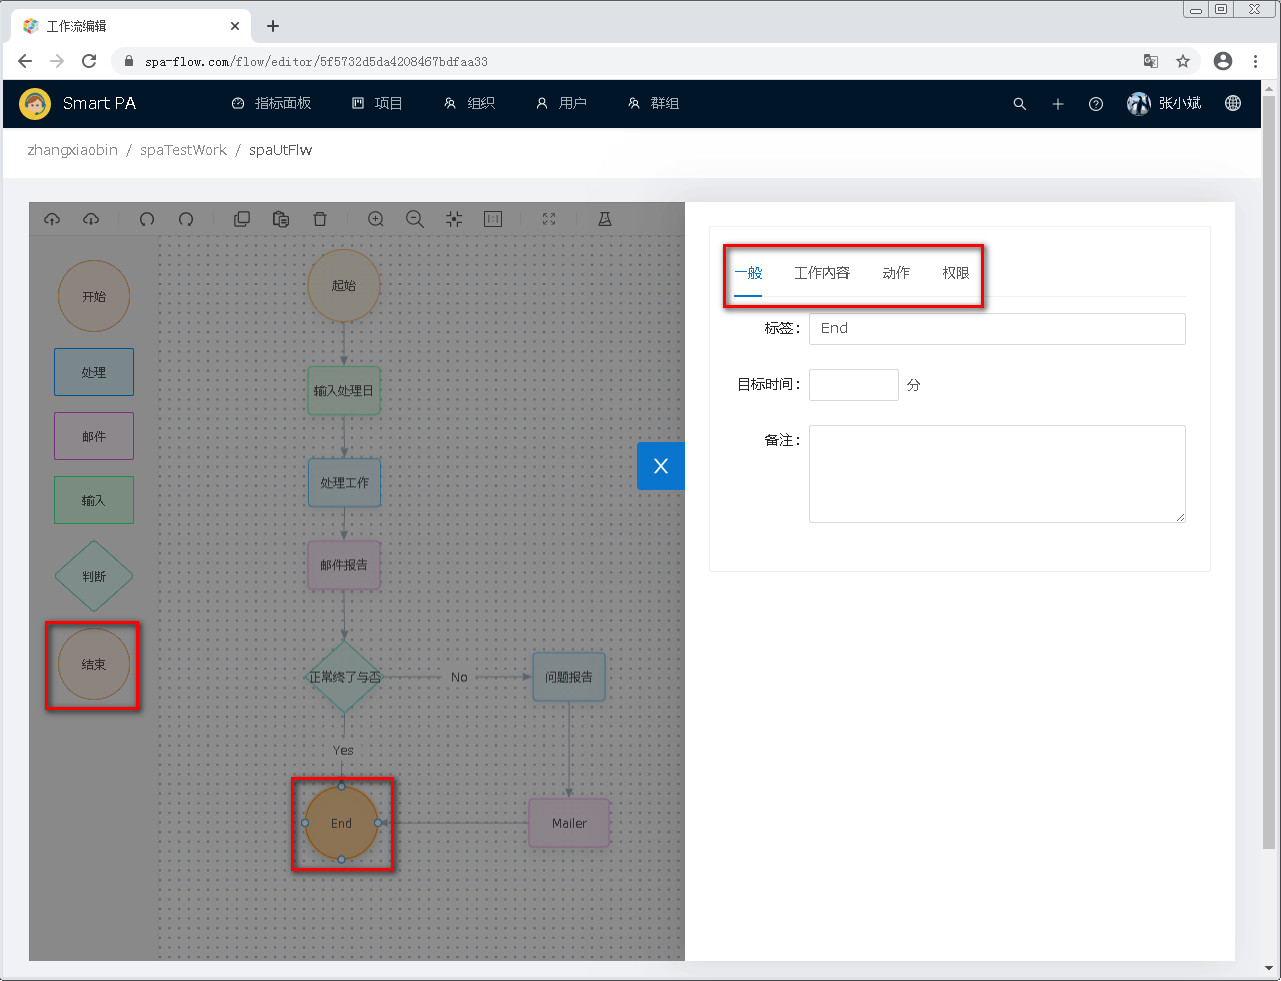 工作流编辑
spa-flow.com/flow/editor/5f5732d5da4208467bdfaa33
Smart PA
指标面板
项目
组织
用户
群组
张小斌
zhangxiaobin / spaTestWork / spaUtFlw
开始
处理
邮件
输入
判断
结束
起始
输入处理日
处理工作
邮件报告
正常终了与否
No
问题报告
Yes
End
Mailer
一般
工作内容
动作
权限
标签：
End
目标时间：
分
备注：